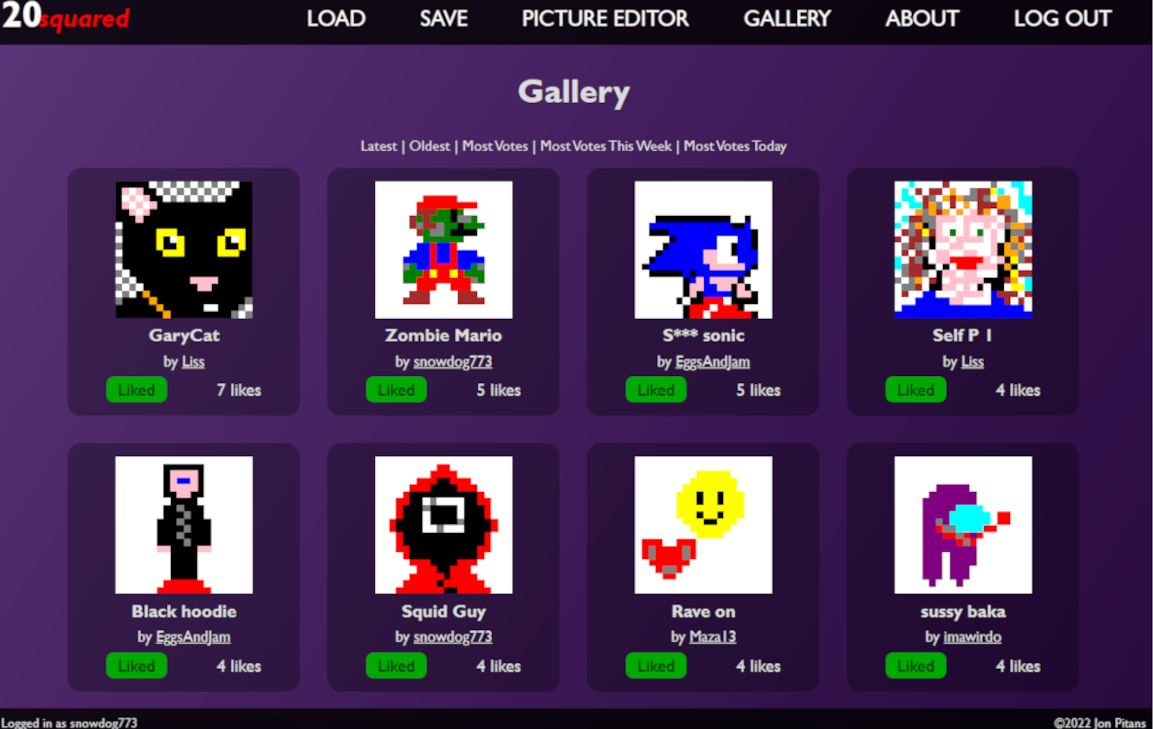 20squared LOAD SAVE PICTURE EDITOR GALLERY ABOUT LOG OUT
Gallery
Latest | Oldest | Most Votes | Most Votes This Week | Most Votes Today
GaryCat
by Liss
Liked 7 likes
Zombie Mario
by snowdog773
Liked 5 likes
S*** sonic
by EggsAndJam
Liked 5 likes
Self P 1
by Liss
Liked 4 likes
Black hoodie
by EggsAndJam
Liked 4 likes
Squid Guy
by snowdog773
Liked 4 likes
Rave on
by Maza13
Liked 4 likes
sussy baka
by imawirdo
Liked 4 likes
Logged in as snowdog773 ©2022 Jon Pitans